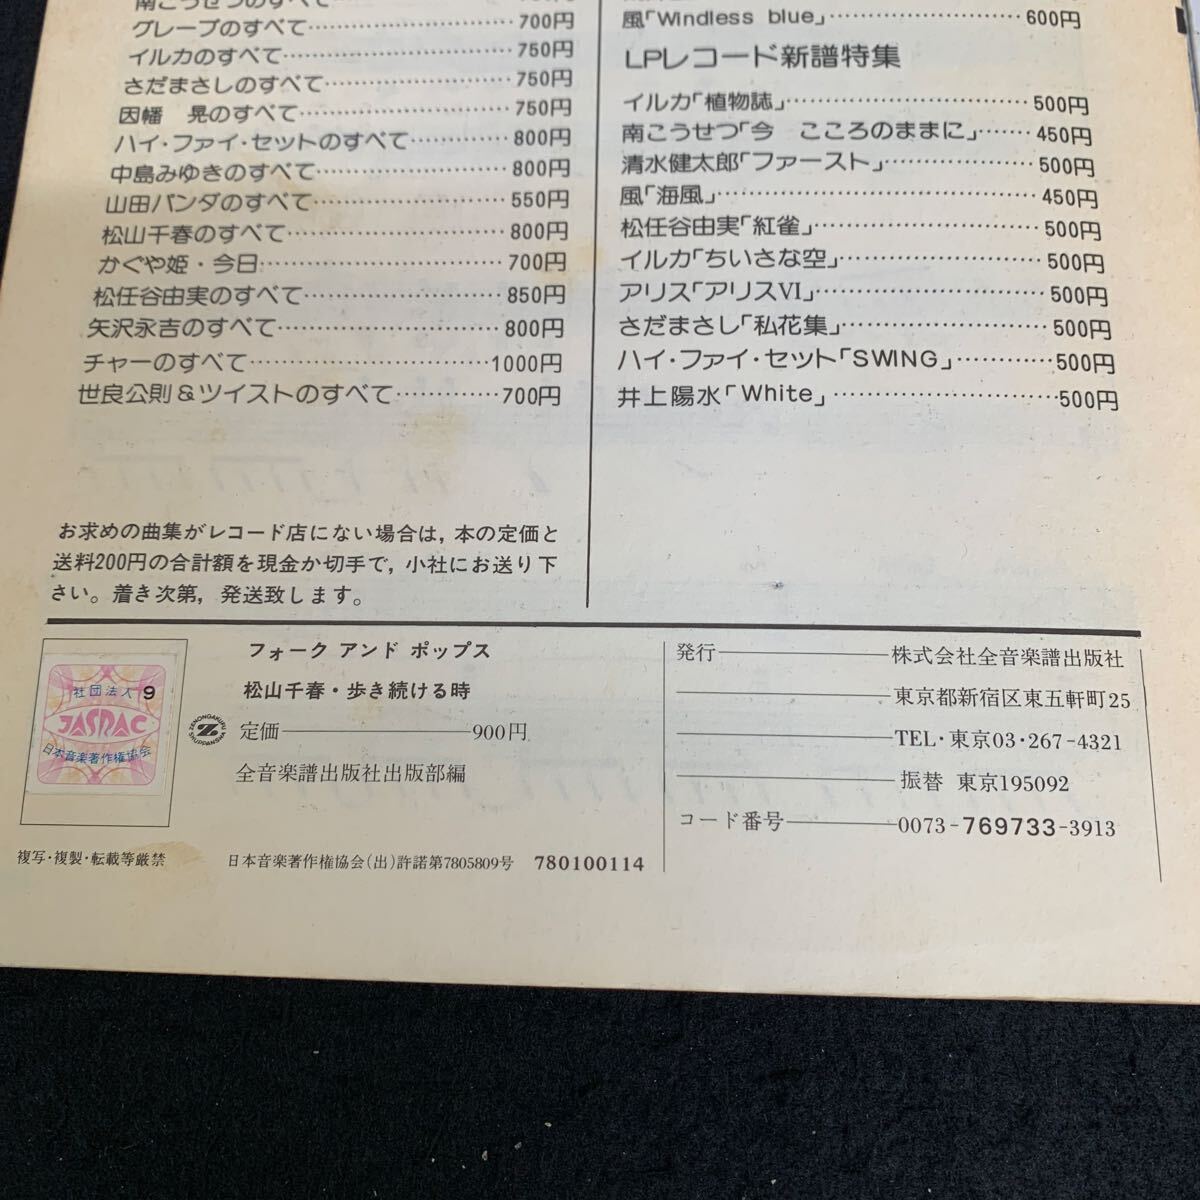 南こうせつのすべて
グレープのすべて…………………700円
イルカのすべて…………………750円
さだまさしのすべて…………………750円
因幡　晃のすべて…………………750円
ハイ・ファイ・セットのすべて…………800円
中島みゆきのすべて…………………800円
山田パンダのすべて…………………550円
松山千春のすべて…………………800円
かぐや姫・今日…………………700円
松任谷由実のすべて…………………850円
矢沢永吉のすべて…………………800円
チャーのすべて…………………1000円
世良公則&ツイストのすべて…………700円
お求めの曲集がレコード店にない場合は，本の定価と
送料200円の合計額を現金か切手で，小社にお送り下
さい。着き次第，発送致します。
風「Windless blue」…………………600円
LPレコード新譜特集
イルカ「植物誌」…………………500円
南こうせつ「今　こころのままに」……450円
清水健太郎「ファースト」……………500円
風「海風」…………………450円
松任谷由実「紅雀」…………………500円
イルカ「ちいさな空」…………………500円
アリス「アリスVI」…………………500円
さだまさし「私花集」…………………500円
ハイ・ファイ・セット「SWING」…………500円
井上陽水「White」…………………500円
社団法人 9
JASRAC
日本音楽著作権協会
複写・複製・転載等厳禁
フォーク アンド ポップス
松山千春・歩き続ける時
ZENONGAKUFU
Z
SHUPPANSHA
定価――――900円
全音楽譜出版社出版部編
日本音楽著作権協会（出）許諾第7805809号　780100114
発行――――株式会社全音楽譜出版社
――――東京都新宿区東五軒町25
――――TEL・東京03・267-4321
――――振替 東京195092
コード番号――――0073-769733-3913